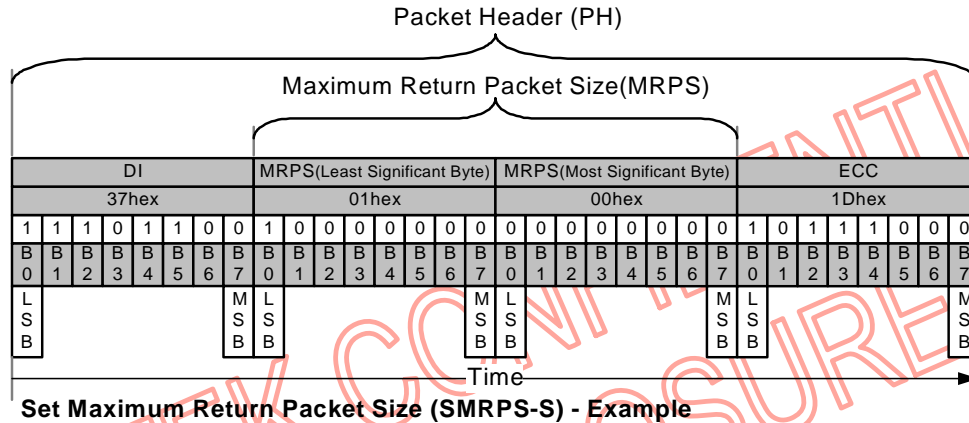 Packet Header (PH)
Maximum Return Packet Size(MRPS)
DI MRPS(Least Significant Byte) MRPS(Most Significant Byte) ECC
37hex 01hex 00hex 1Dhex
1 1 1 0 1 1 0 0 1 0 0 0 0 0 0 0 0 0 0 0 0 0 0 0 1 0 1 1 1 0 0 0
B0 B1 B2 B3 B4 B5 B6 B7 B0 B1 B2 B3 B4 B5 B6 B7 B0 B1 B2 B3 B4 B5 B6 B7 B0 B1 B2 B3 B4 B5 B6 B7
LSB MSB LSB MSB LSB MSB LSB MSB
Time
Set Maximum Return Packet Size (SMRPS-S) - Example